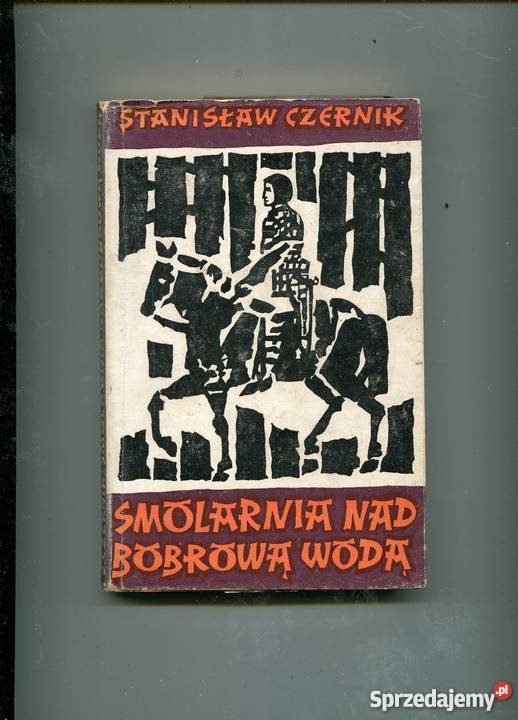 STANISŁAW CZERNIK
SMOLARNIA NAD
BOBROWĄ WODĄ
Sprzedajemy.pl